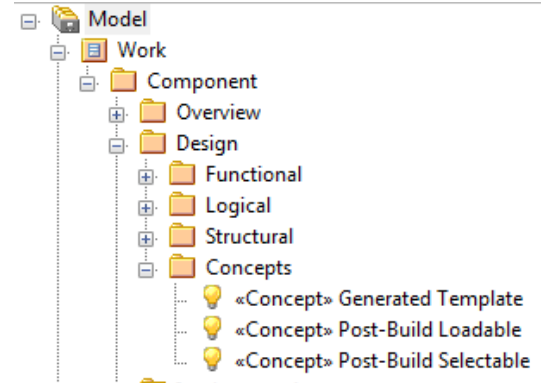 Model
Work
Component
Overview
Design
Functional
Logical
Structural
Concepts
«Concept» Generated Template
«Concept» Post-Build Loadable
«Concept» Post-Build Selectable